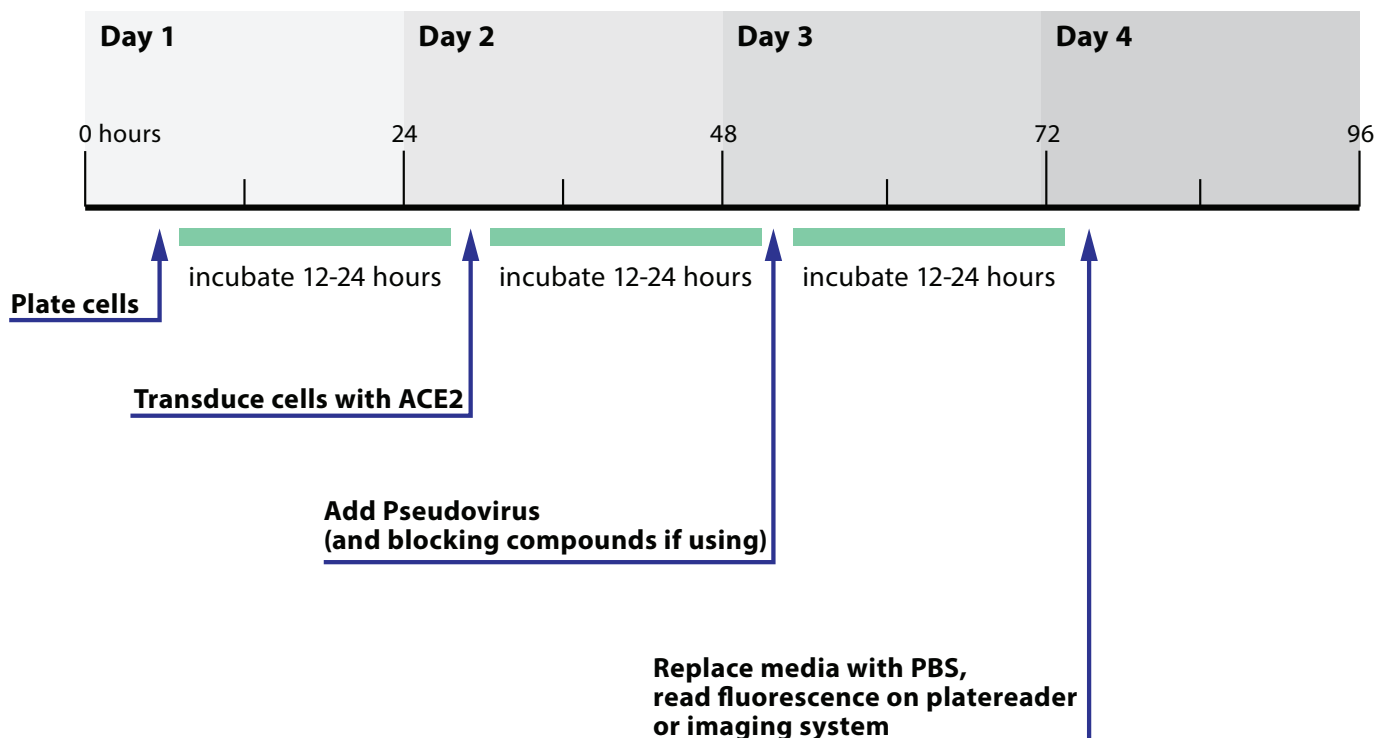 Day 1
Day 2
Day 3
Day 4
0 hours
24
48
72
96
incubate 12-24 hours
incubate 12-24 hours
incubate 12-24 hours
Plate cells
Transduce cells with ACE2
Add Pseudovirus
(and blocking compounds if using)
Replace media with PBS,
read fluorescence on platereader
or imaging system